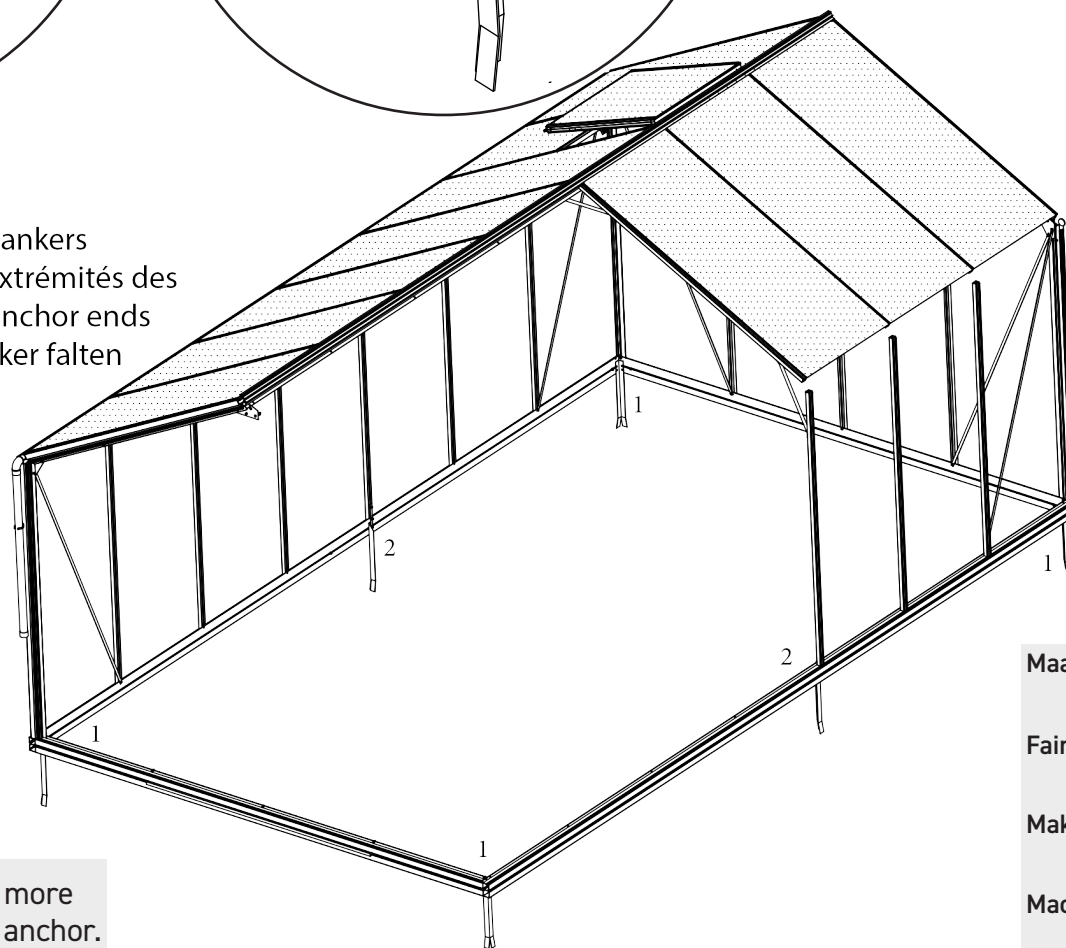 ankers
xtrémités des
nchor ends
ker falten
1
2
1
1
2
1
Maa
Fair
Mak
Mac
more
anchor.